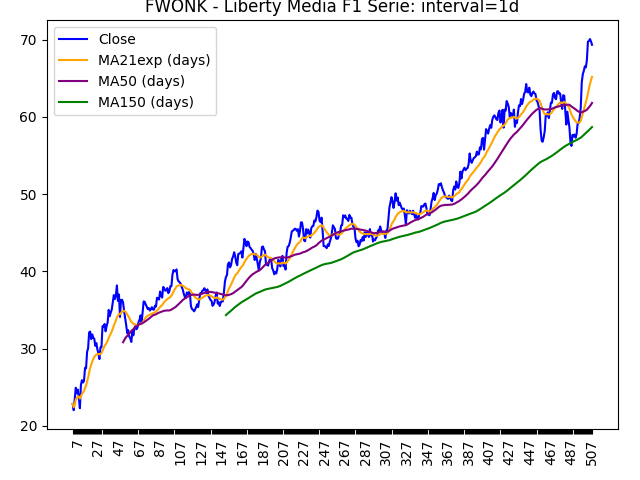 FWONK - Liberty Media F1 Serie: interval=1d
Close
MA21exp (days)
MA50 (days)
MA150 (days)
70
60
50
40
30
20
7 27 47 67 87 107 127 147 167 187 207 227 247 267 287 307 327 347 367 387 407 427 447 467 487 507